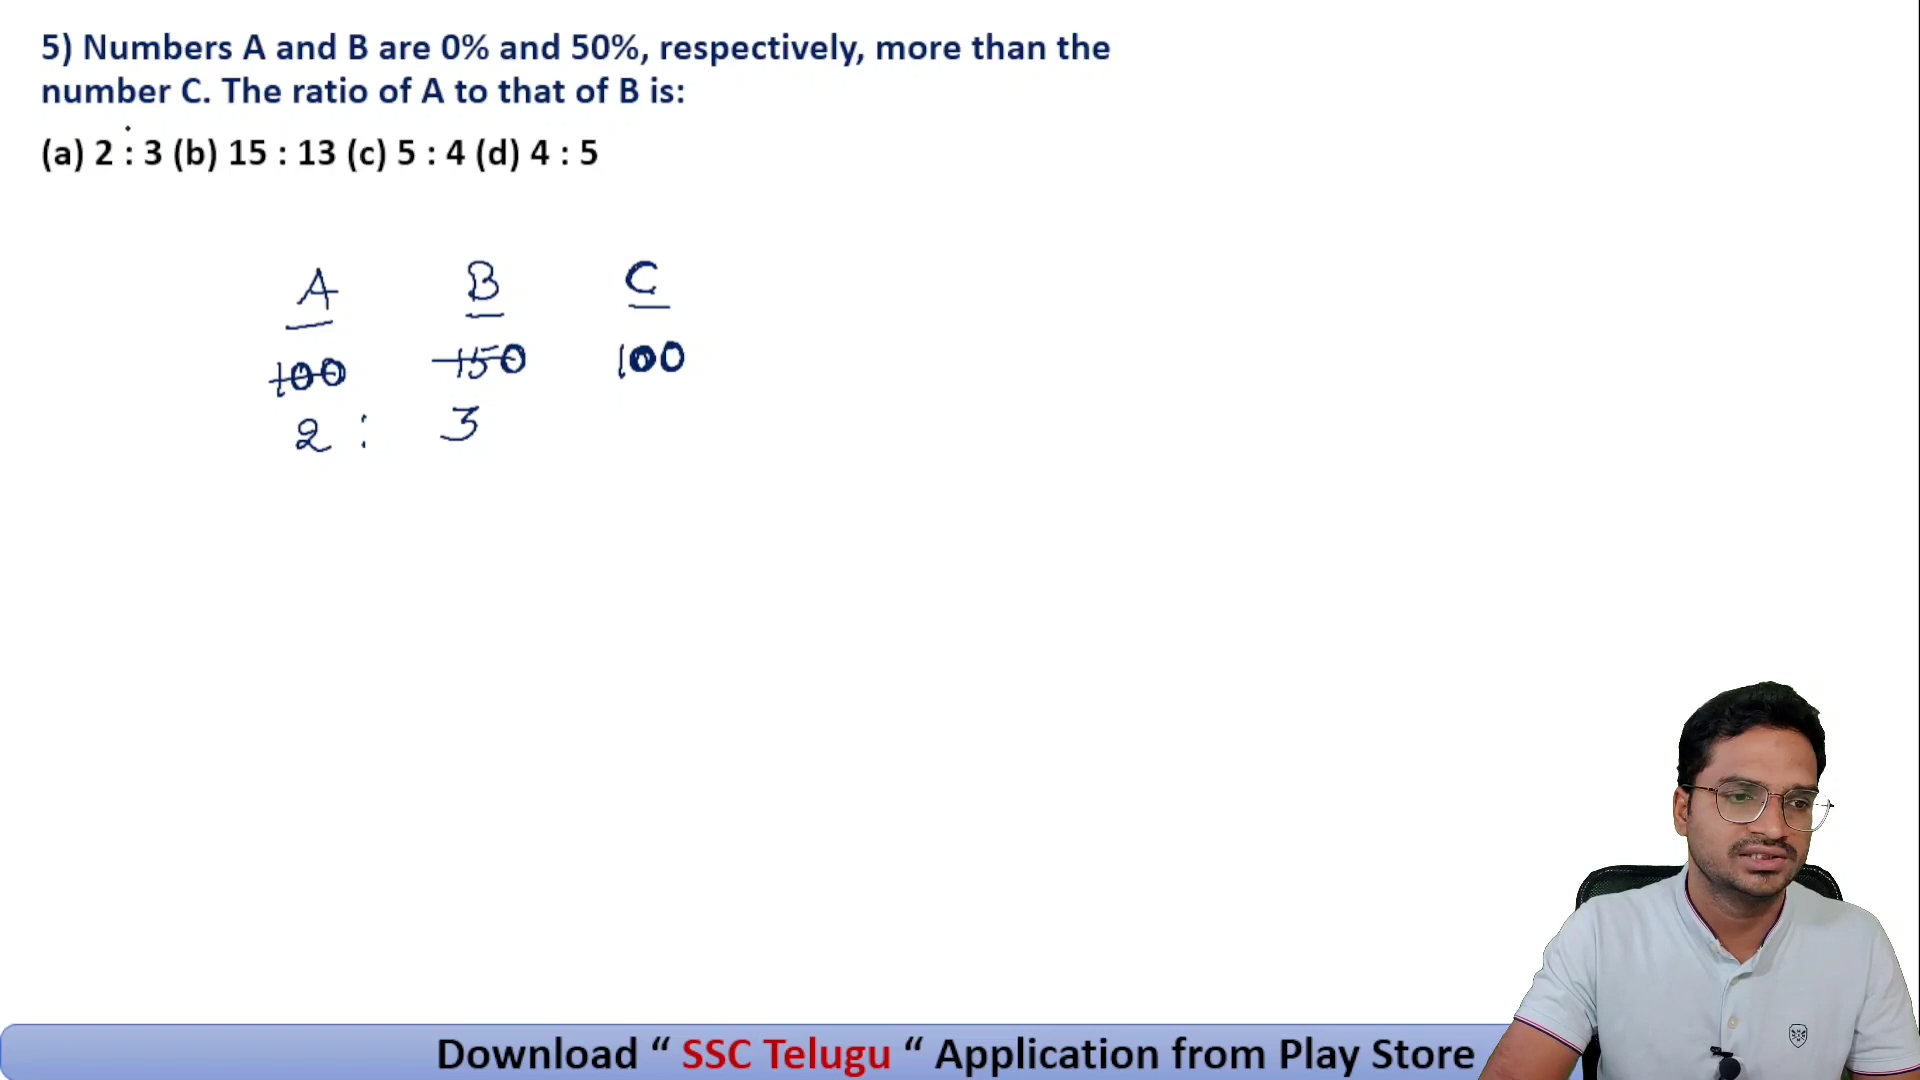 5) Numbers A and B are 0% and 50%, respectively, more than the
number C. The ratio of A to that of B is:
(a) 2 : 3 (b) 15 : 13 (c) 5 : 4 (d) 4 : 5
A B C
100 150 100
2 : 3
Download “ SSC Telugu “ Application from Play Store